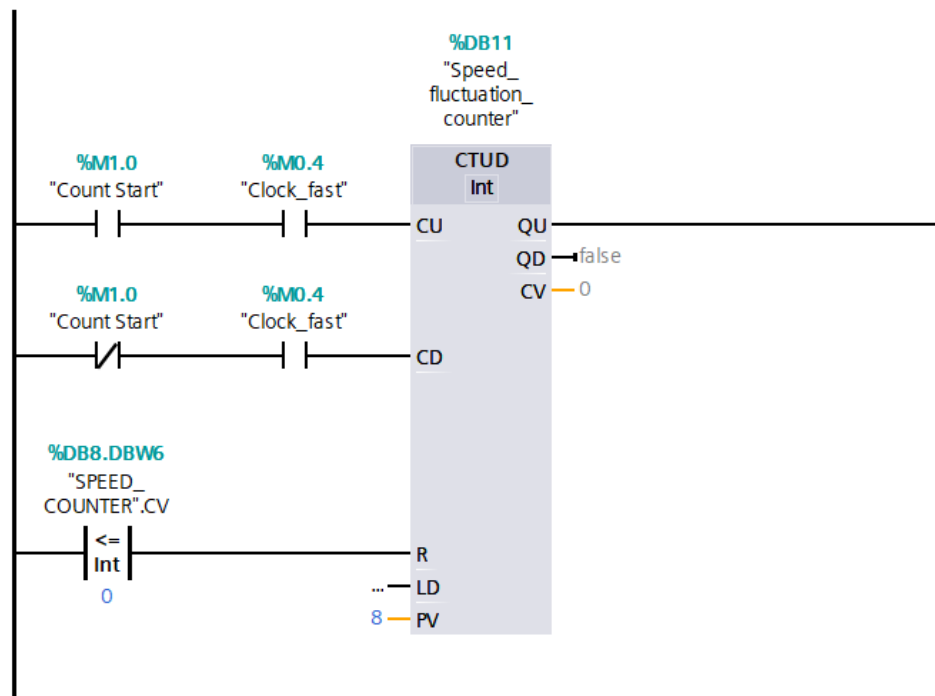 %DB11
"Speed_
fluctuation_
counter"
%M1.0
"Count Start"
%M0.4
"Clock_fast"
CTUD
Int
CU
QU
QD
false
CV
0
%M1.0
"Count Start"
%M0.4
"Clock_fast"
CD
%DB8.DBW6
"SPEED_
COUNTER".CV
<=
Int
0
R
... LD
8 PV